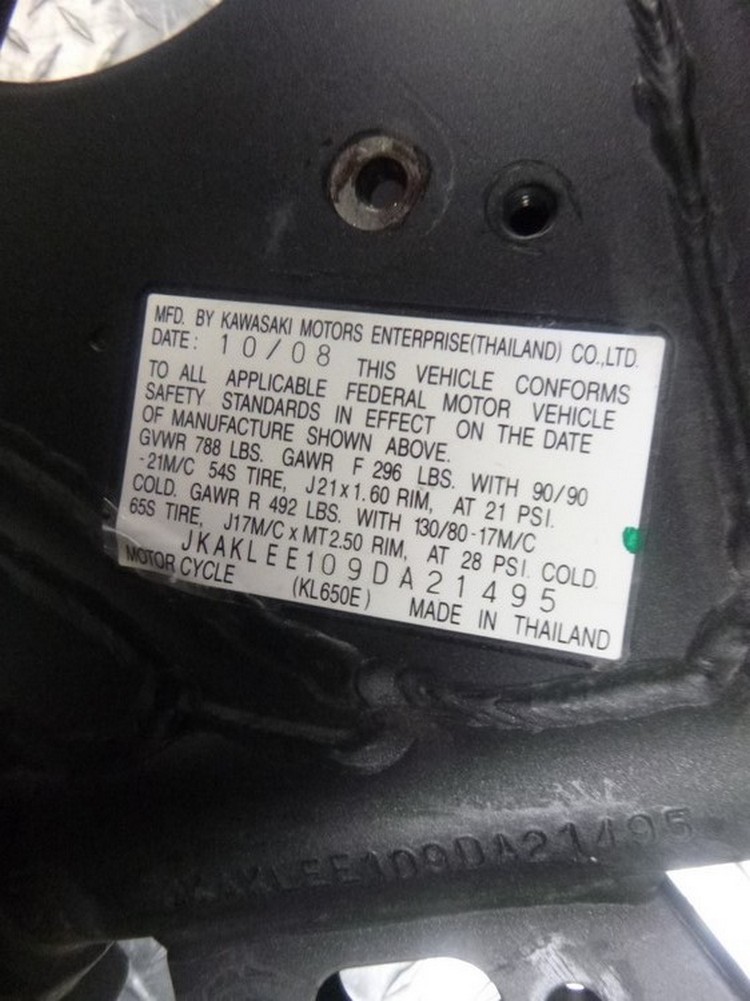 MFD. BY KAWASAKI MOTORS ENTERPRISE(THAILAND) CO.,LTD.
DATE: 10/08 THIS VEHICLE CONFORMS
TO ALL APPLICABLE FEDERAL MOTOR VEHICLE
SAFETY STANDARDS IN EFFECT ON THE DATE
OF MANUFACTURE SHOWN ABOVE.
GVWR 788 LBS. GAWR F 296 LBS. WITH 90/90
-21M/C 54S TIRE, J21x1.60 RIM, AT 21 PSI.
COLD. GAWR R 492 LBS. WITH 130/80-17M/C
65S TIRE, J17M/C x MT2.50 RIM, AT 28 PSI. COLD.
JKAKLEE109DA21495
MOTOR CYCLE (KL650E) MADE IN THAILAND
JKAKLEE109DA21495